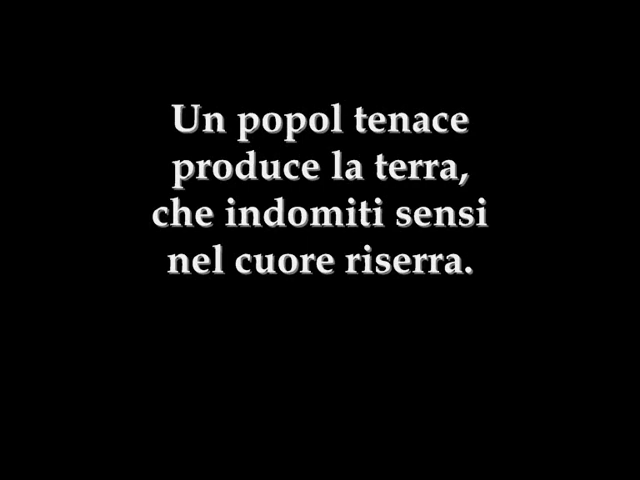 Un popol tenace
produce la terra,
che indomiti sensi
nel cuore riserra.